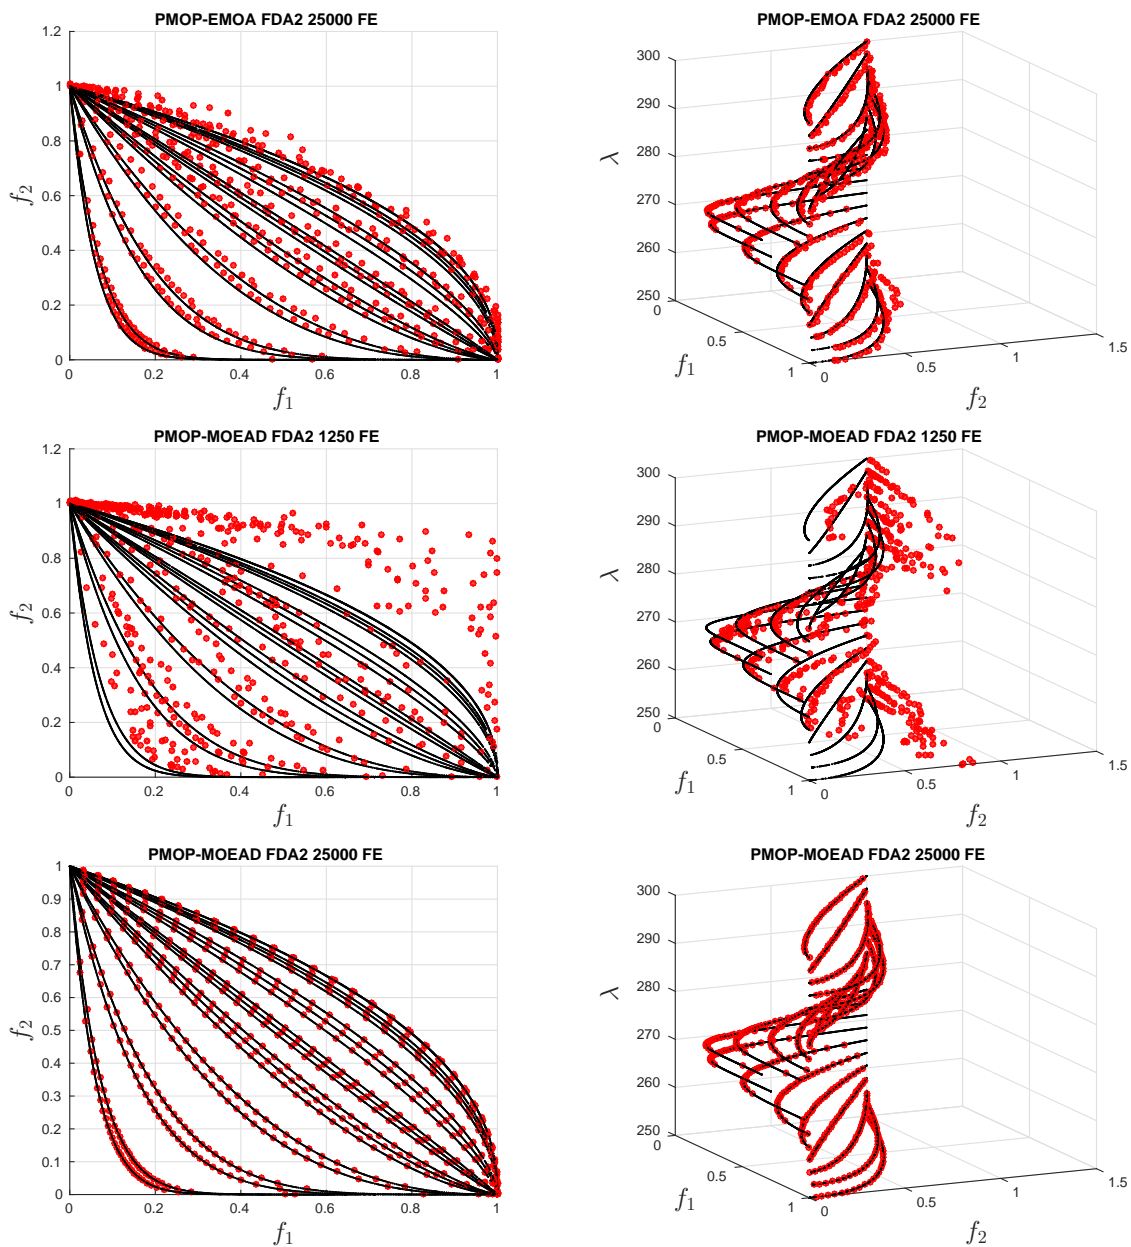 PMOP-EMOA FDA2 25000 FE
1.2
1
0.8
0.6
0.4
0.2
0
f2
0 0.2 0.4 0.6 0.8 1
f1
PMOP-EMOA FDA2 25000 FE
300
290
280
270
260
250
λ
0 0.5 1
f1
0 0.5 1 1.5
f2
PMOP-MOEAD FDA2 1250 FE
1.2
1
0.8
0.6
0.4
0.2
0
f2
0 0.2 0.4 0.6 0.8 1
f1
PMOP-MOEAD FDA2 1250 FE
300
290
280
270
260
250
λ
0 0.5 1
f1
0 0.5 1 1.5
f2
PMOP-MOEAD FDA2 25000 FE
1
0.9
0.8
0.7
0.6
0.5
0.4
0.3
0.2
0.1
0
f2
0 0.2 0.4 0.6 0.8 1
f1
PMOP-MOEAD FDA2 25000 FE
300
290
280
270
260
250
λ
0 0.5 1
f1
0 0.5 1 1.5
f2